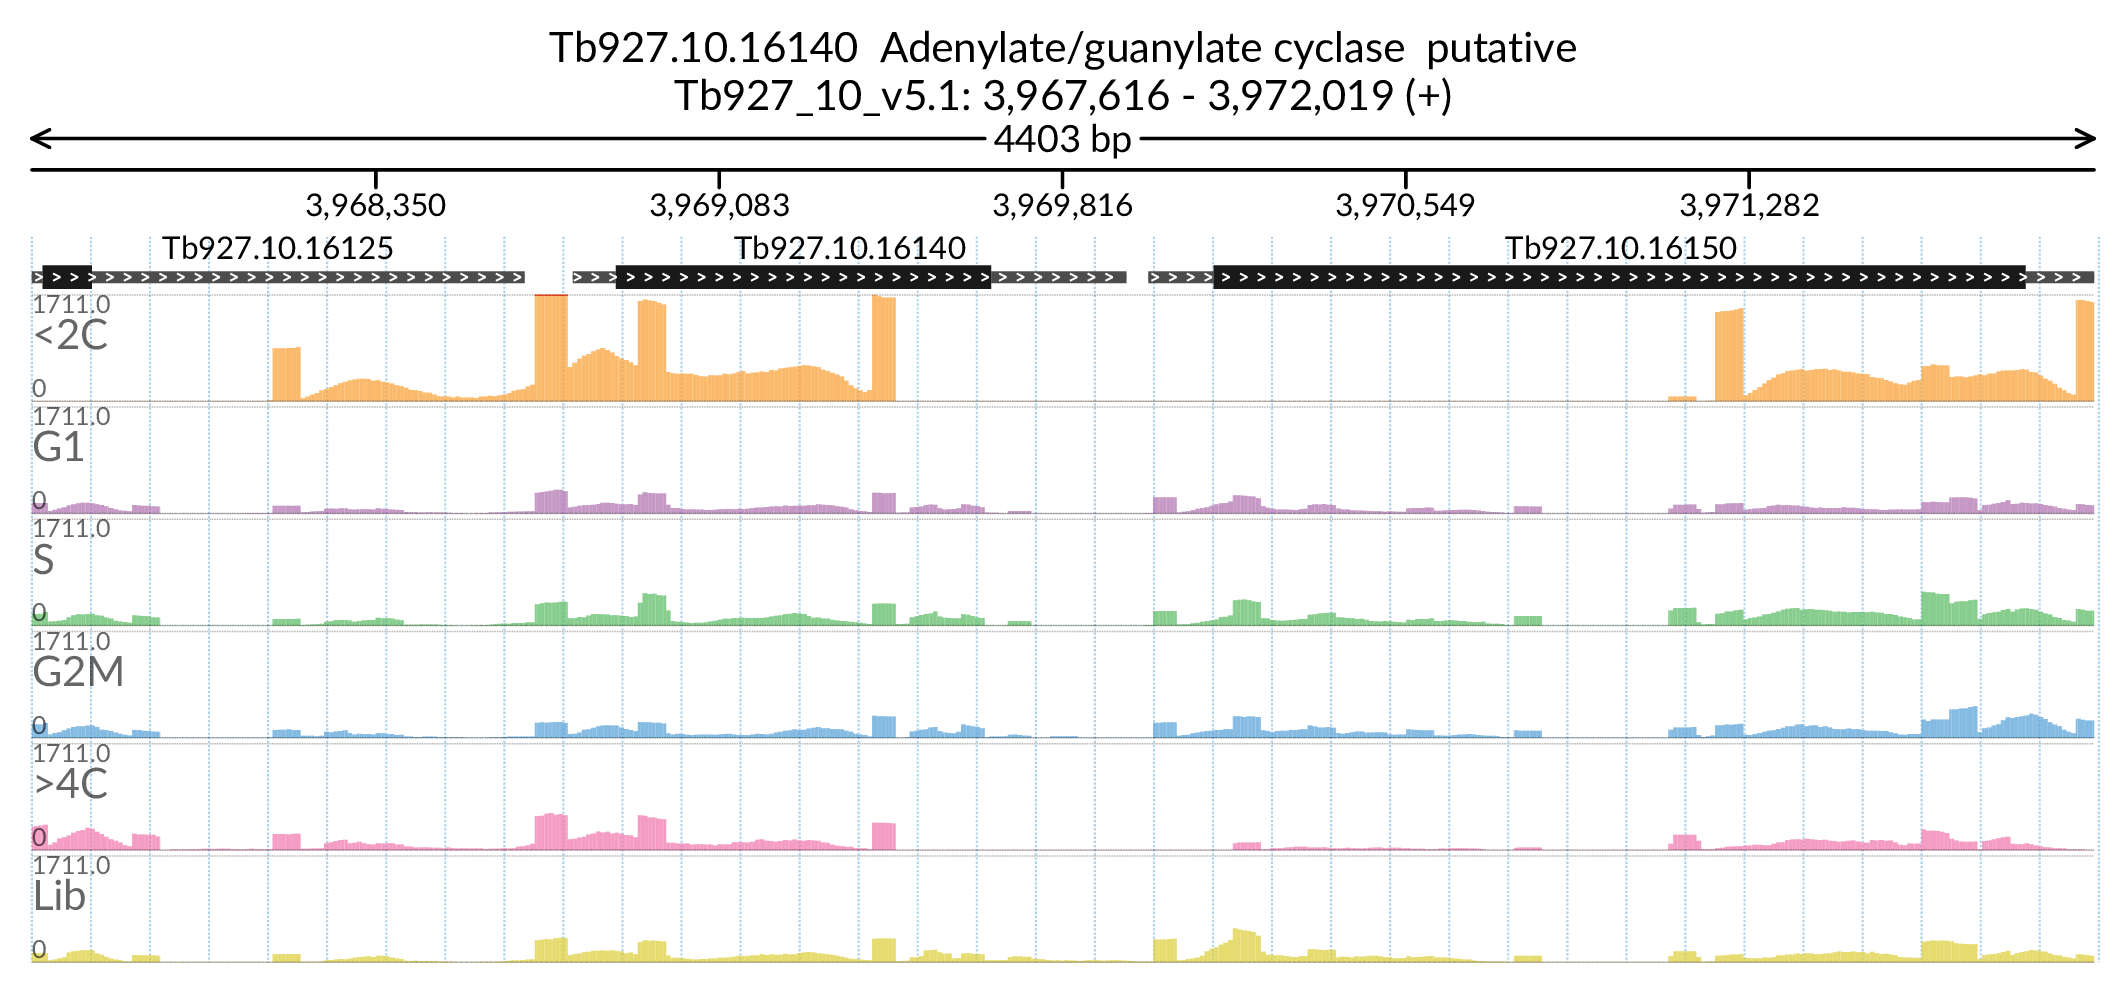 Tb927.10.16140  Adenylate/guanylate cyclase  putative
Tb927_10_v5.1: 3,967,616 - 3,972,019 (+)
4403 bp
3,968,350 3,969,083 3,969,816 3,970,549 3,971,282
Tb927.10.16125 Tb927.10.16140 Tb927.10.16150
1711.0
<2C
0
1711.0
G1
0
1711.0
S
0
1711.0
G2M
0
1711.0
>4C
0
1711.0
Lib
0